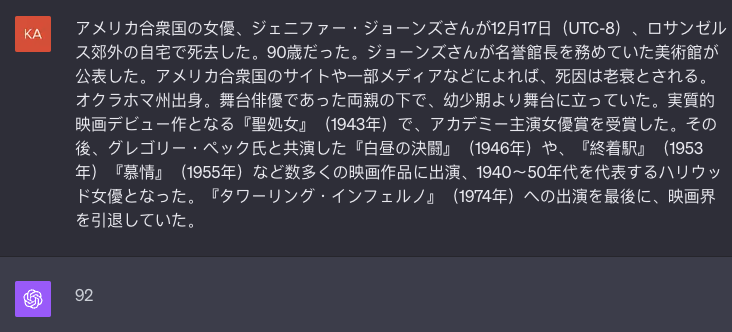 KA
アメリカ合衆国の女優、ジェニファー・ジョーンズさんが12月17日（UTC-8）、ロサンゼル
ス郊外の自宅で死去した。90歳だった。ジョーンズさんが名誉館長を務めていた美術館が
公表した。アメリカ合衆国のサイトや一部メディアなどによれば、死因は老衰とされる。
オクラホマ州出身。舞台俳優であった両親の下で、幼少期より舞台に立っていた。実質的
映画デビュー作となる『聖処女』（1943年）で、アカデミー主演女優賞を受賞した。その
後、グレゴリー・ペック氏と共演した『白昼の決闘』（1946年）や、『終着駅』（1953
年）『慕情』（1955年）など数多くの映画作品に出演、1940〜50年代を代表するハリウッ
ド女優となった。『タワーリング・インフェルノ』（1974年）への出演を最後に、映画界
を引退していた。
92